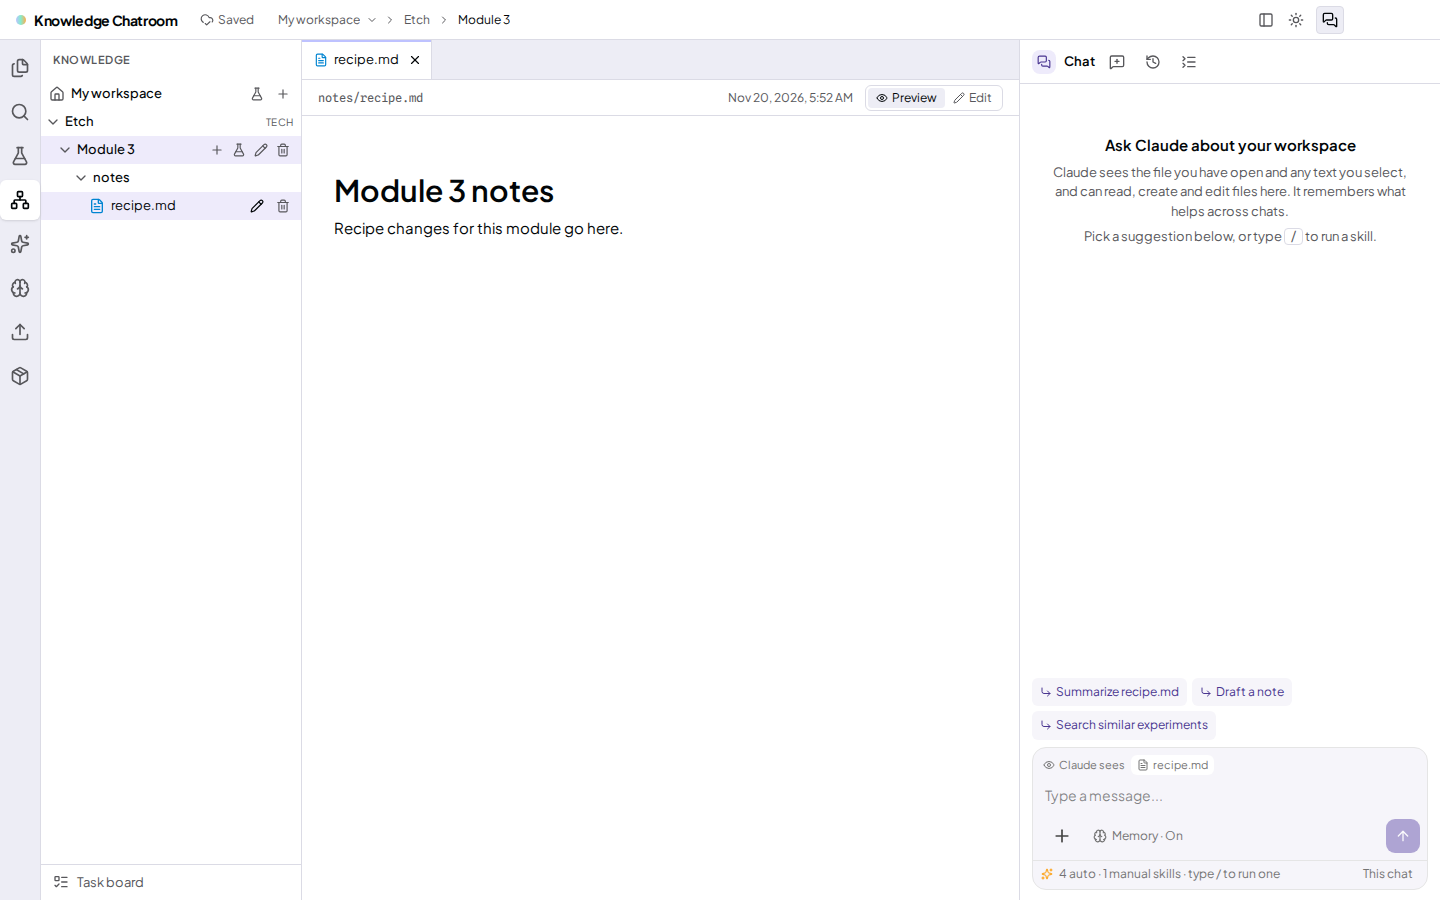 Knowledge Chatroom
Saved
My workspace
Etch
Module 3
KNOWLEDGE
My workspace
Etch
TECH
Module 3
notes
recipe.md
Task board
recipe.md
notes/recipe.md
Nov 20, 2026, 5:52 AM
Preview
Edit
Module 3 notes
Recipe changes for this module go here.
Chat
Ask Claude about your workspace
Claude sees the file you have open and any text you select,
and can read, create and edit files here. It remembers what
helps across chats.
Pick a suggestion below, or type / to run a skill.
Summarize recipe.md
Draft a note
Search similar experiments
Claude sees
recipe.md
Type a message...
Memory · On
4 auto · 1 manual skills · type / to run one
This chat